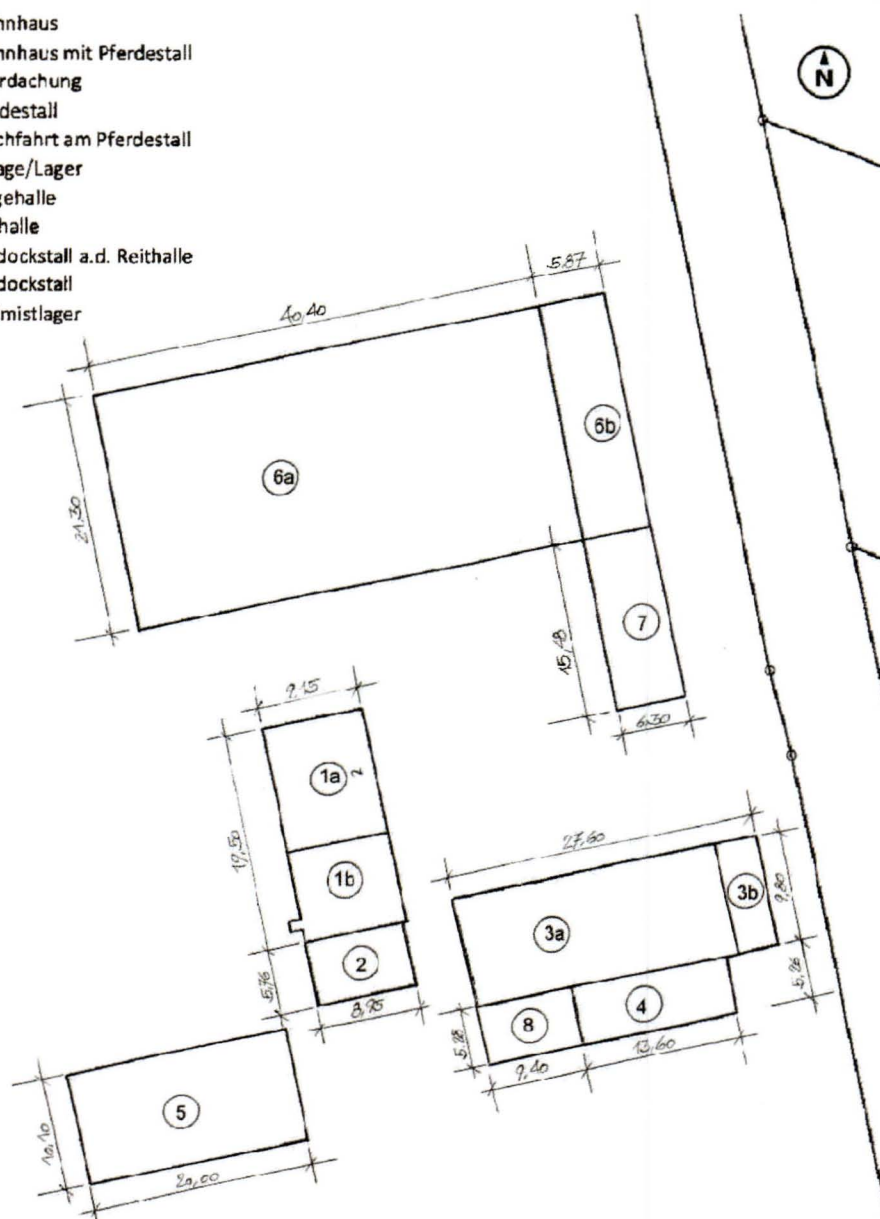 nnhaus
nnhaus mit Pferdestall
rdachung
destall
chfahrt am Pferdestall
age/Lager
gehalle
halle
dockstall a.d. Reithalle
dockstall
mistlager
N
5,87
40,40
6b
6a
21,30
7
15,48
6,30
9,15
1a
2
19,50
1b
27,60
3b
9,80
3a
2
5,76
8,95
5,26
4
8
5,28
13,60
9,40
5
10,10
20,00